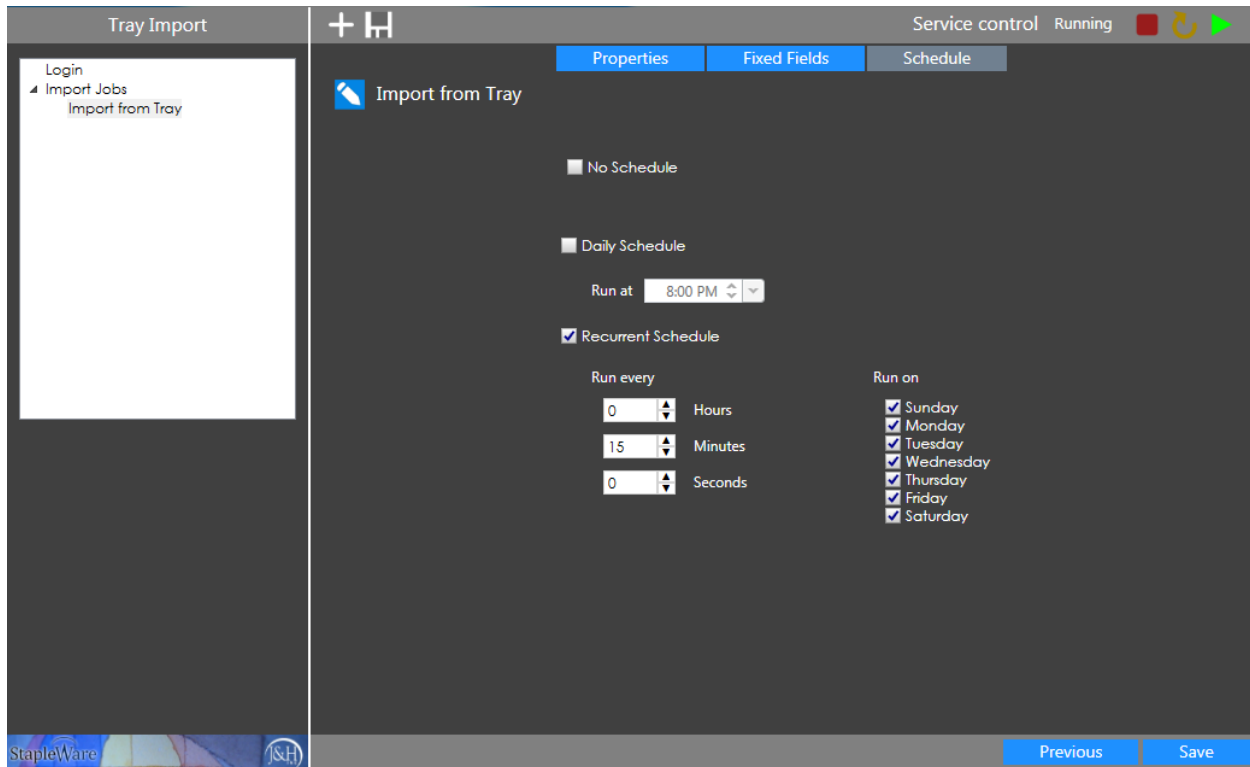 Tray Import
Service control Running
Login
Import Jobs
Import from Tray
Properties Fixed Fields Schedule
Import from Tray
No Schedule
Daily Schedule
Run at 8:00 PM
Recurrent Schedule
Run every Run on
0 Hours
15 Minutes
0 Seconds
Sunday
Monday
Tuesday
Wednesday
Thursday
Friday
Saturday
StapleWare J&H
Previous Save